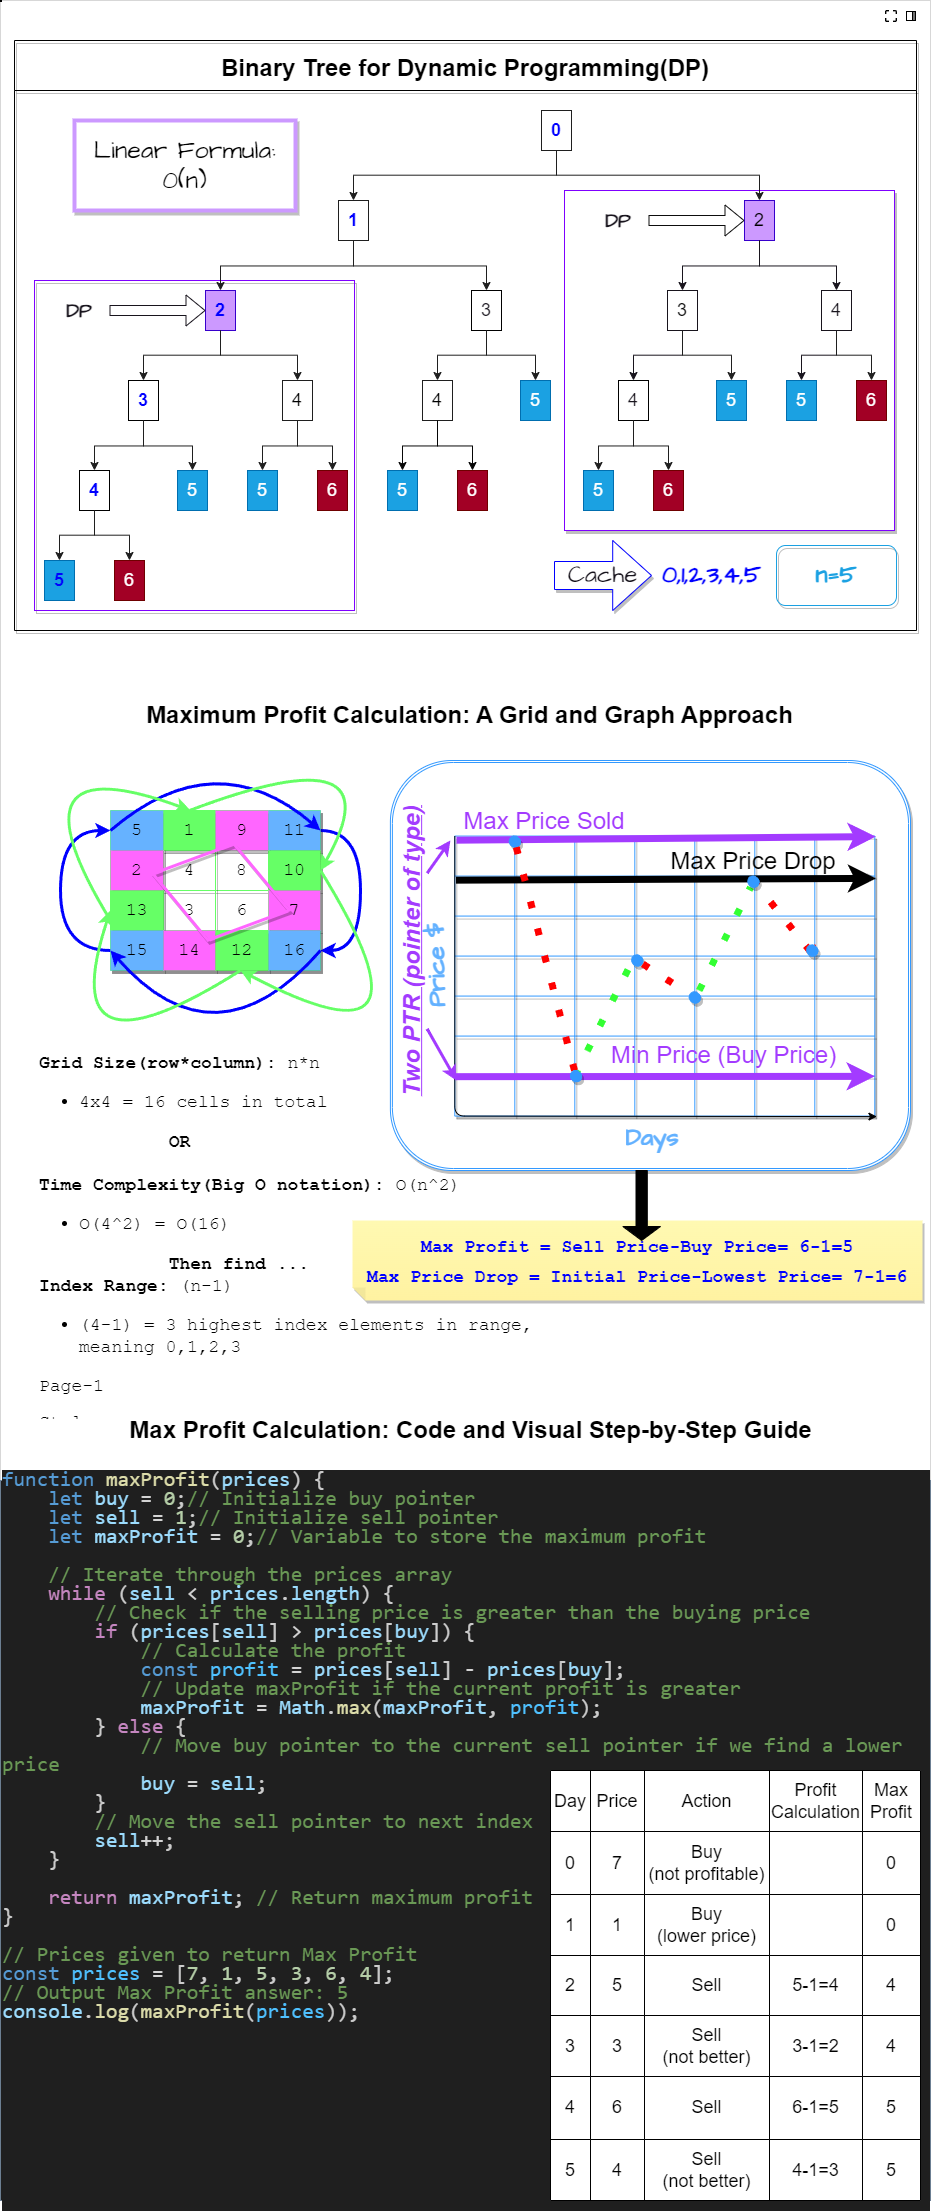 Binary Tree for Dynamic Programming(DP)
Linear Formula:
O(n)
0
1
DP
2
DP
2
3
3
4
3
4
4
5
4
5
5
6
4
5
5
6
5
6
5
6
5
6
Cache
0,1,2,3,4,5
n=5
Maximum Profit Calculation: A Grid and Graph Approach
5 1 9 11
2 4 8 10
13 3 6 7
15 14 12 16
Two PTR (pointer of type)
Price $
Max Price Sold
Max Price Drop
Min Price (Buy Price)
Days
Grid Size(row*column): n*n
• 4x4 = 16 cells in total
OR
Time Complexity(Big O notation): O(n^2)
• O(4^2) = O(16)
Then find ...
Index Range: (n-1)
• (4-1) = 3 highest index elements in range,
meaning 0,1,2,3
Page-1
Max Profit = Sell Price-Buy Price= 6-1=5
Max Price Drop = Initial Price-Lowest Price= 7-1=6
Max Profit Calculation: Code and Visual Step-by-Step Guide
function maxProfit(prices) {
let buy = 0;// Initialize buy pointer
let sell = 1;// Initialize sell pointer
let maxProfit = 0;// Variable to store the maximum profit
// Iterate through the prices array
while (sell < prices.length) {
// Check if the selling price is greater than the buying price
if (prices[sell] > prices[buy]) {
// Calculate the profit
const profit = prices[sell] - prices[buy];
// Update maxProfit if the current profit is greater
maxProfit = Math.max(maxProfit, profit);
} else {
// Move buy pointer to the current sell pointer if we find a lower
price
buy = sell;
}
// Move the sell pointer to next index
sell++;
}
return maxProfit; // Return maximum profit
}
// Prices given to return Max Profit
const prices = [7, 1, 5, 3, 6, 4];
// Output Max Profit answer: 5
console.log(maxProfit(prices));
Day Price Action Profit Calculation Max Profit
0 7 Buy (not profitable) 0
1 1 Buy (lower price) 0
2 5 Sell 5-1=4 4
3 3 Sell (not better) 3-1=2 4
4 6 Sell 6-1=5 5
5 4 Sell (not better) 4-1=3 5